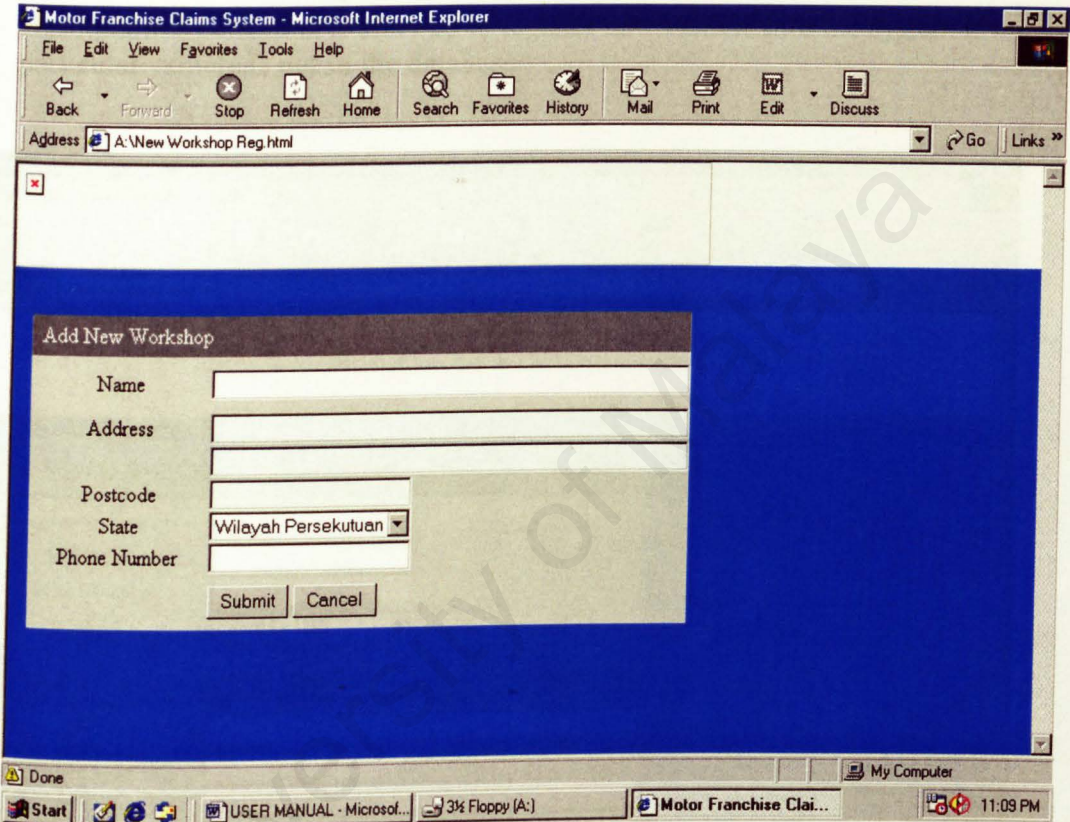 Motor Franchise Claims System - Microsoft Internet Explorer
File Edit View Favorites Tools Help
Back Forward Stop Refresh Home Search Favorites History Mail Print Edit Discuss
Address A:\New Workshop Reg.html Go Links »
Add New Workshop
Name
Address
Postcode
State Wilayah Persekutuan
Phone Number
Submit Cancel
Done My Computer
Start USER MANUAL - Microsof... 3½ Floppy (A:) Motor Franchise Clai... 11:09 PM
University of Malaya